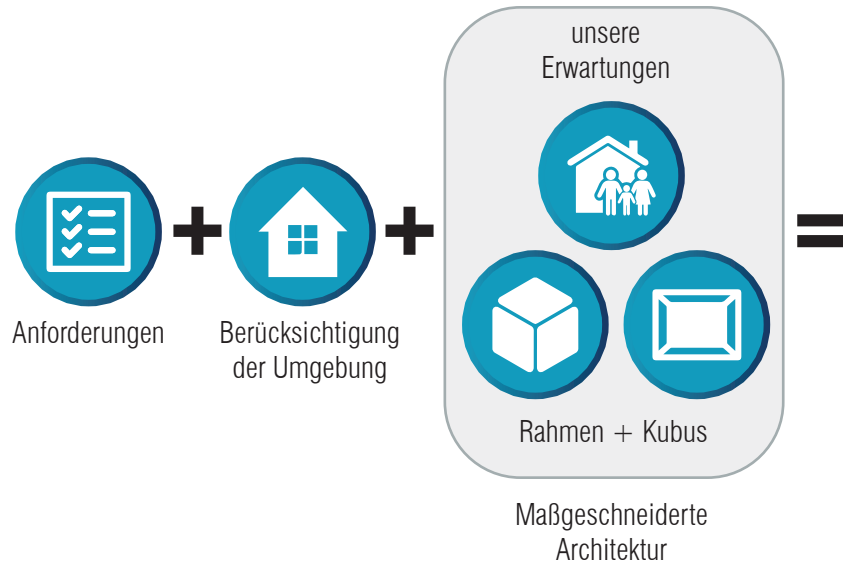 unsere
Erwartungen
+
+
=
Anforderungen
Berücksichtigung
der Umgebung
Rahmen + Kubus
Maßgeschneiderte
Architektur